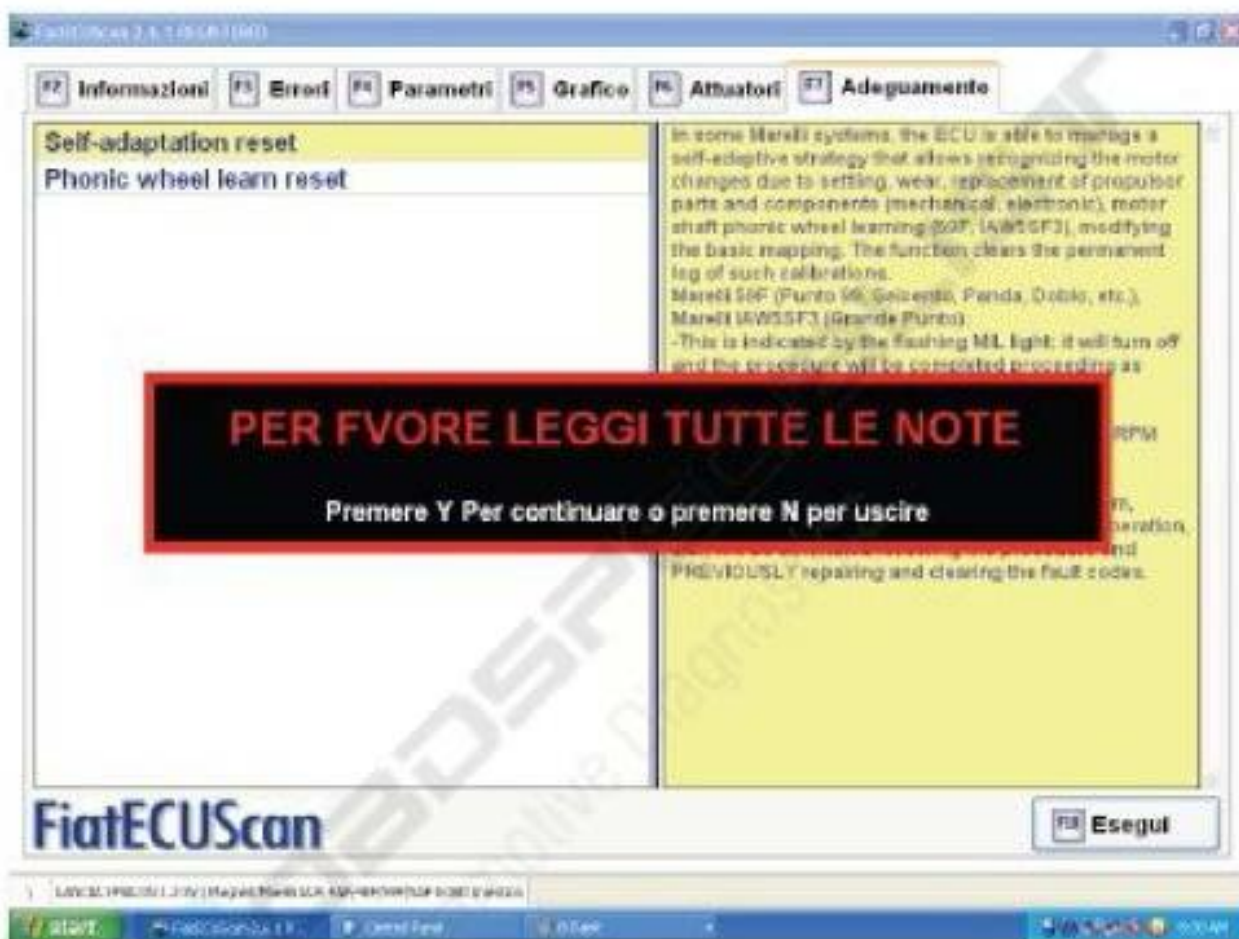 F2 Informazioni F3 Errori F4 Parametri F5 Grafico F6 Attuatori F7 Adeguamento
Self-adaptation reset
Phonic wheel learn reset
In some Marelli systems, the ECU is able to manage a
self-adaptive strategy that allows recognizing the motor
changes due to settling, wear, replacement of propulsor
parts and components (mechanical, electronic), motor
shaft phonic wheel learning (59F, IAW5SF3), modifying
the basic mapping. The function clears the permanent
log of such calibrations.
Marelli 59F (Punto 99, Seicento, Panda, Doblo, etc.),
Marelli IAW5SF3 (Grande Punto)
-This is indicated by the flashing MIL light; it will turn off
and the procedure will be completed proceeding as
RPM
PER FVORE LEGGI TUTTE LE NOTE
Premere Y Per continuare o premere N per uscire
and
PREVIOUSLY repairing and clearing the fault codes.
FiatECUScan
F10 Esegui
start
Control Panel